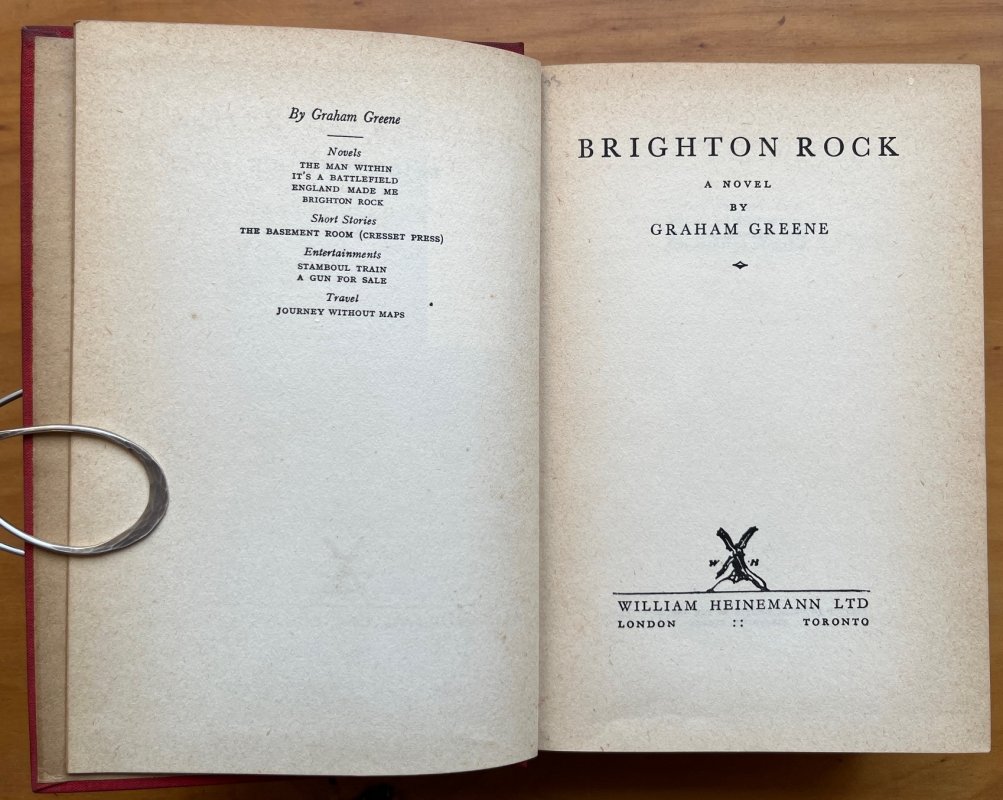 By Graham Greene
Novels
THE MAN WITHIN
IT'S A BATTLEFIELD
ENGLAND MADE ME
BRIGHTON ROCK
Short Stories
THE BASEMENT ROOM (CRESSET PRESS)
Entertainments
STAMBOUL TRAIN
A GUN FOR SALE
Travel
JOURNEY WITHOUT MAPS
BRIGHTON ROCK
A NOVEL
BY
GRAHAM GREENE
W H
WILLIAM HEINEMANN LTD
LONDON :: TORONTO